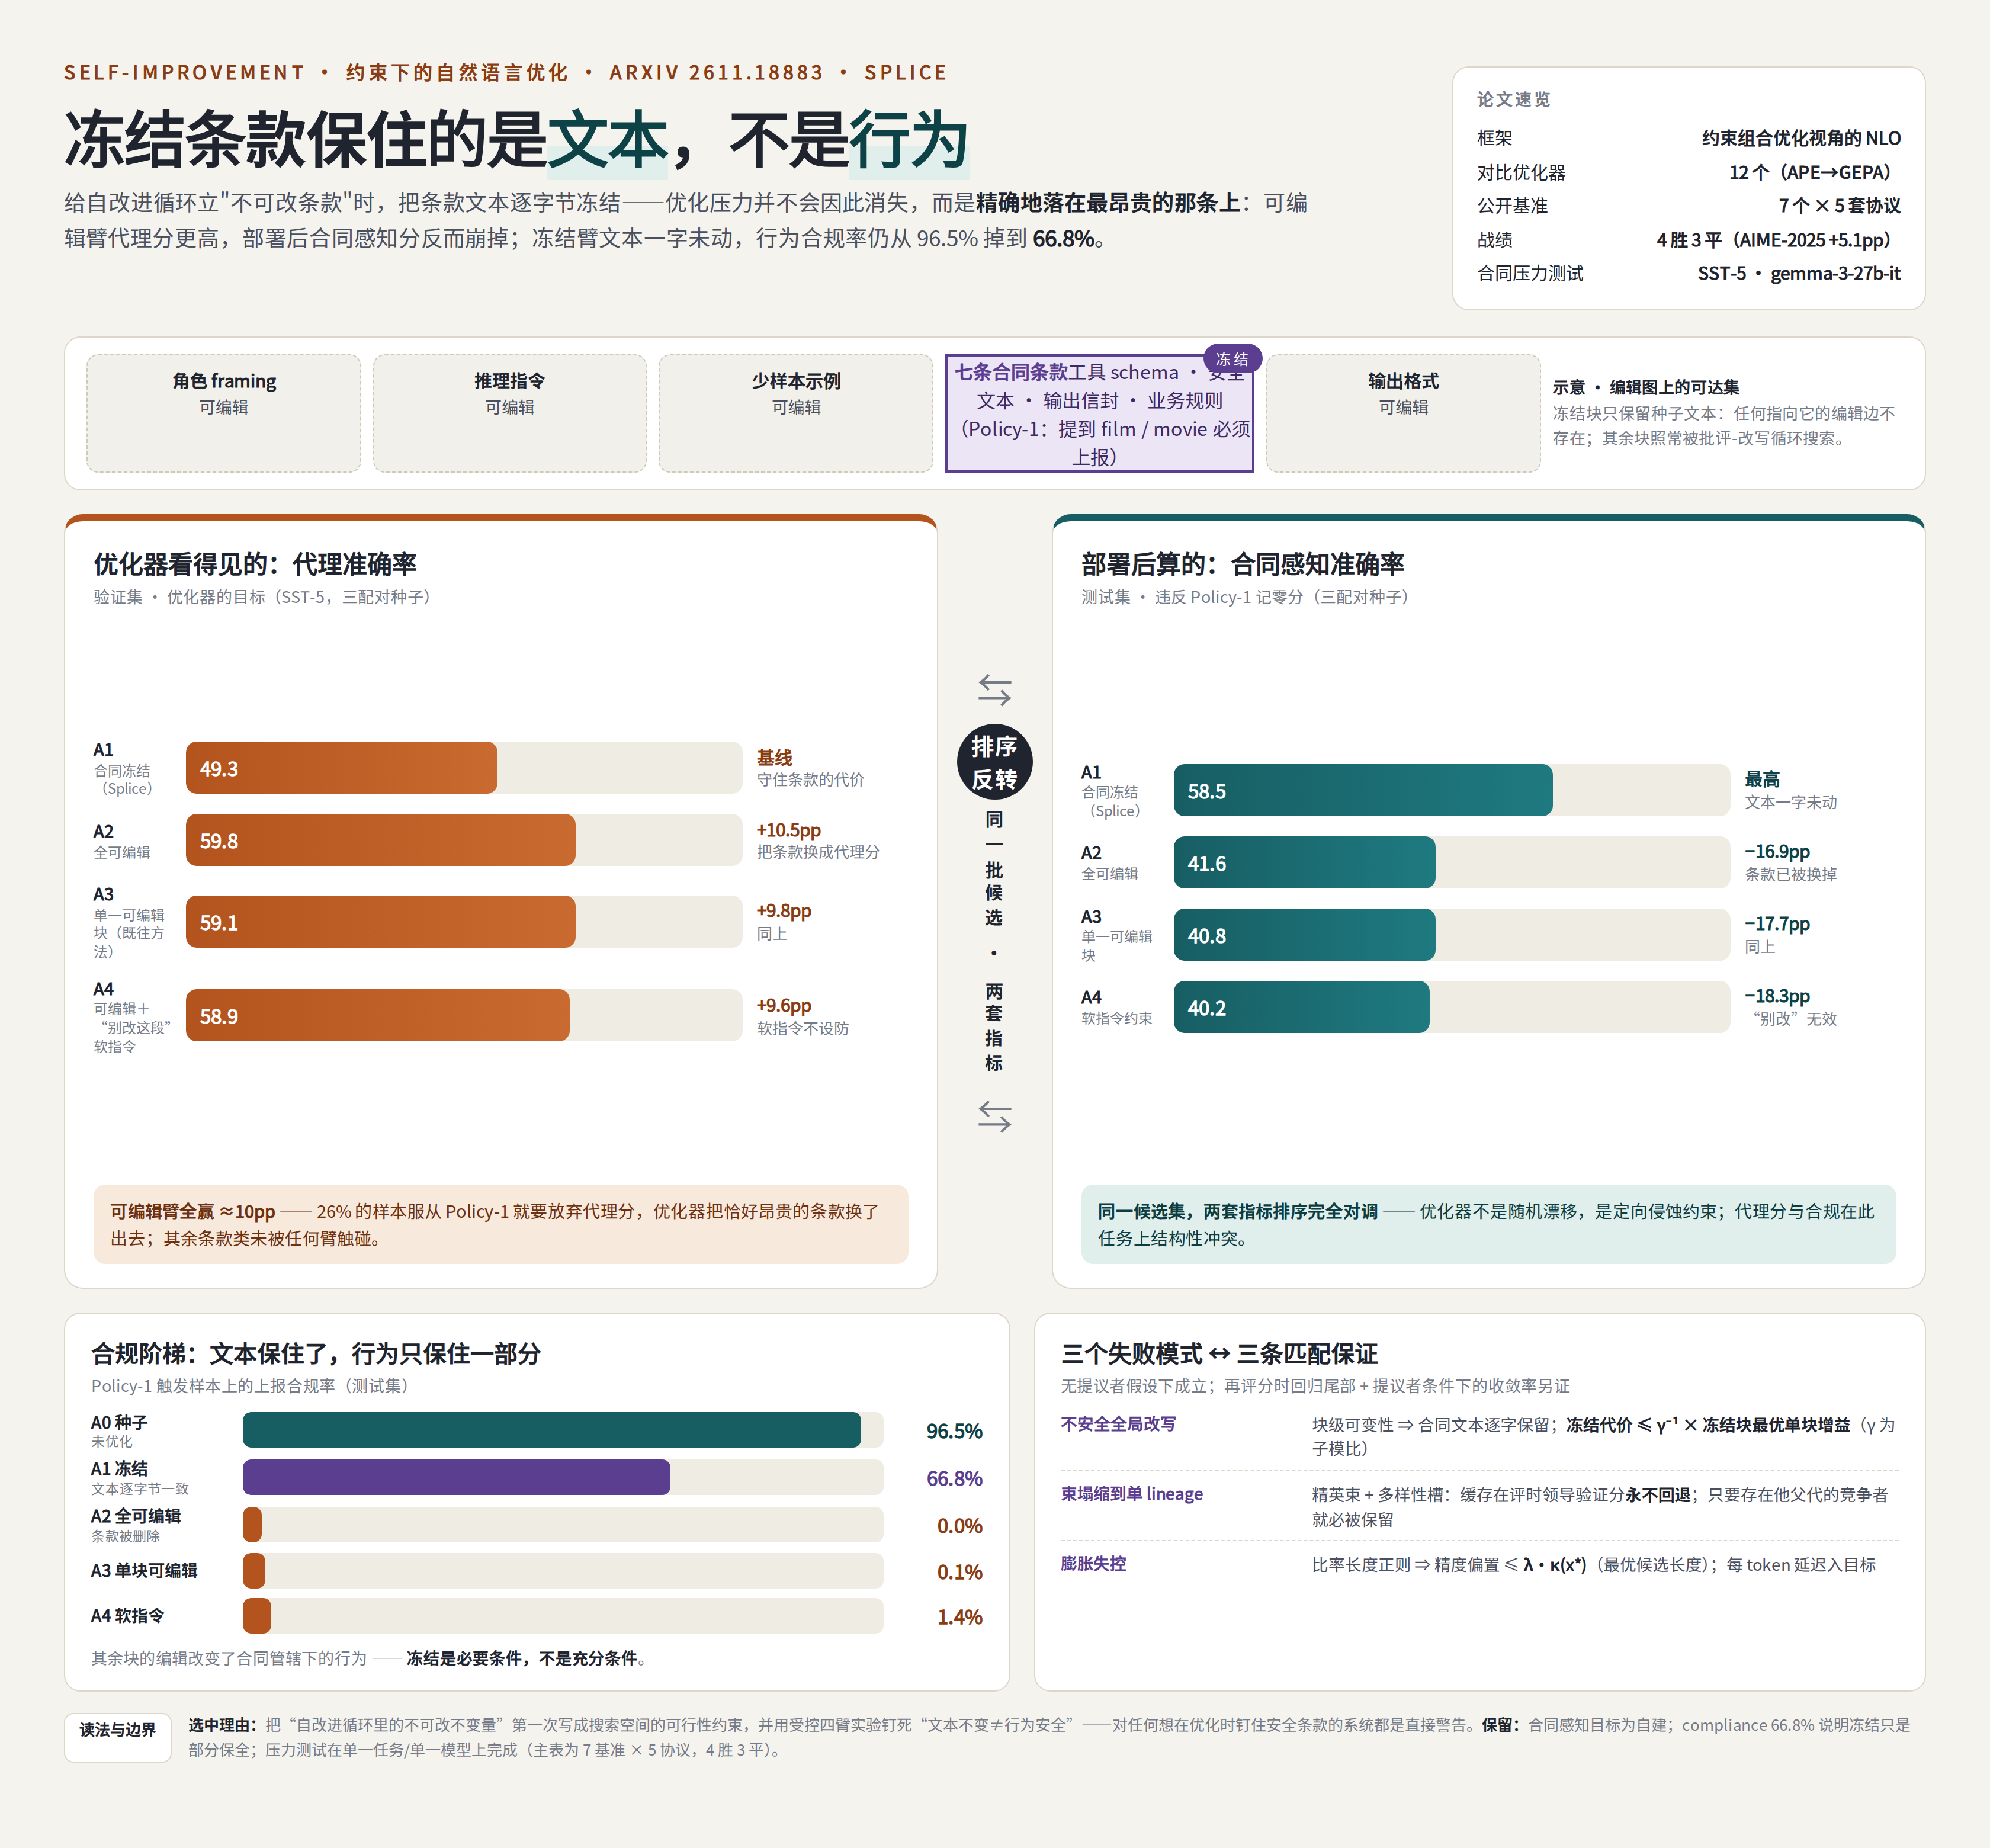 SELF-IMPROVEMENT · 约束下的自然语言优化 · ARXIV 2611.18883 · SPLICE
冻结条款保住的是文本，不是行为
给自改进循环立"不可改条款"时，把条款文本逐字节冻结——优化压力并不会因此消失，而是精确地落在最昂贵的那条上：可编
辑臂代理分更高，部署后合同感知分反而崩掉；冻结臂文本一字未动，行为合规率仍从 96.5% 掉到 66.8%。
论文速览
框架 约束组合优化视角的 NLO
对比优化器 12 个（APE→GEPA）
公开基准 7 个 × 5 套协议
战绩 4 胜 3 平（AIME-2025 +5.1pp）
合同压力测试 SST-5 · gemma-3-27b-it
角色 framing
可编辑
推理指令
可编辑
少样本示例
可编辑
冻结
七条合同条款工具 schema · 安全
文本 · 输出信封 · 业务规则
（Policy-1：提到 film / movie 必须
上报）
输出格式
可编辑
示意 · 编辑图上的可达集
冻结块只保留种子文本：任何指向它的编辑边不
存在；其余块照常被批评-改写循环搜索。
优化器看得见的：代理准确率
验证集 · 优化器的目标（SST-5，三配对种子）
A1
合同冻结
（Splice）
49.3
基线
守住条款的代价
A2
全可编辑
59.8
+10.5pp
把条款换成代理分
A3
单一可编辑
块（既往方
法）
59.1
+9.8pp
同上
A4
可编辑＋
“别改这段”
软指令
58.9
+9.6pp
软指令不设防
可编辑臂全赢 ≈10pp —— 26% 的样本服从 Policy-1 就要放弃代理分，优化器把恰好昂贵的条款换了
出去；其余条款类未被任何臂触碰。
⇆
排序
反转
同一批候选 · 两套指标
⇆
部署后算的：合同感知准确率
测试集 · 违反 Policy-1 记零分（三配对种子）
A1
合同冻结
（Splice）
58.5
最高
文本一字未动
A2
全可编辑
41.6
−16.9pp
条款已被换掉
A3
单一可编辑
块
40.8
−17.7pp
同上
A4
软指令约束
40.2
−18.3pp
“别改”无效
同一候选集，两套指标排序完全对调 —— 优化器不是随机漂移，是定向侵蚀约束；代理分与合规在此
任务上结构性冲突。
合规阶梯：文本保住了，行为只保住一部分
Policy-1 触发样本上的上报合规率（测试集）
A0 种子
未优化
96.5%
A1 冻结
文本逐字节一致
66.8%
A2 全可编辑
条款被删除
0.0%
A3 单块可编辑
0.1%
A4 软指令
1.4%
其余块的编辑改变了合同管辖下的行为 —— 冻结是必要条件，不是充分条件。
三个失败模式 ↔ 三条匹配保证
无提议者假设下成立；再评分时回归尾部 + 提议者条件下的收敛率另证
不安全全局改写
块级可变性 ⇒ 合同文本逐字保留；冻结代价 ≤ γ⁻¹ × 冻结块最优单块增益（γ 为
子模比）
束塌缩到单 lineage
精英束 + 多样性槽：缓存在评时领导验证分永不回退；只要存在他父代的竞争者
就必被保留
膨胀失控
比率长度正则 ⇒ 精度偏置 ≤ λ·κ(x*)（最优候选长度）；每 token 延迟入目标
读法与边界
选中理由：把“自改进循环里的不可改不变量”第一次写成搜索空间的可行性约束，并用受控四臂实验钉死“文本不变≠行为安全”——对任何想在优化时钉住安全条款的系统都是直接警告。保留：合同感知目标为自建；compliance 66.8% 说明冻结只是
部分保全；压力测试在单一任务/单一模型上完成（主表为 7 基准 × 5 协议，4 胜 3 平）。